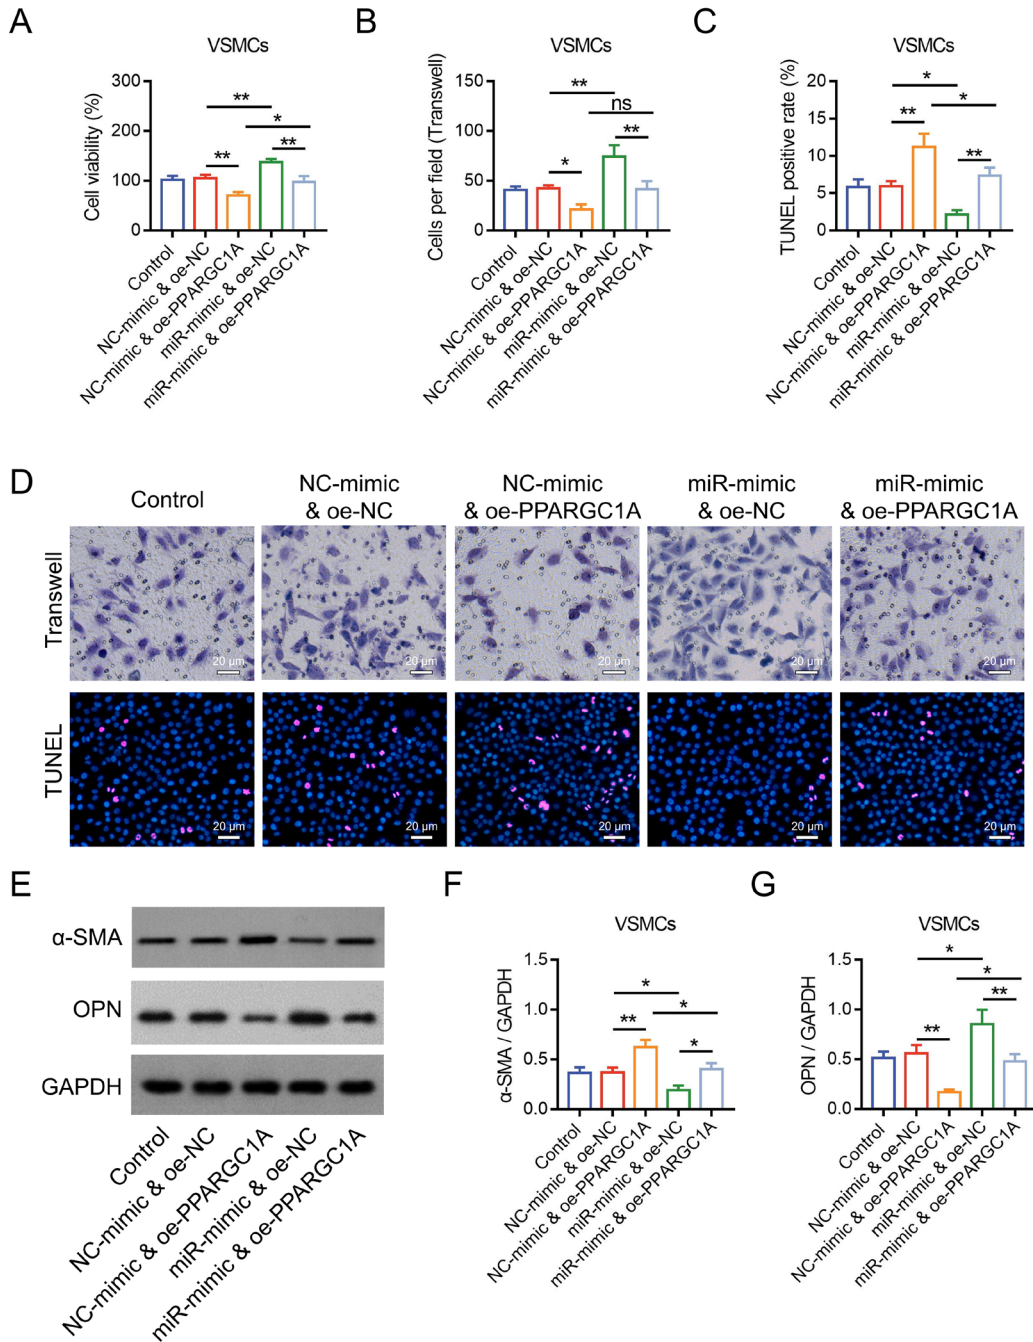 A
VSMCs
Cell viability (%)
300
200
100
0
**
*
**
**
Control
NC-mimic & oe-NC
NC-mimic & oe-PPARGC1A
miR-mimic & oe-NC
miR-mimic & oe-PPARGC1A
B
VSMCs
Cells per field (Transwell)
150
100
50
0
**
ns
**
*
Control
NC-mimic & oe-NC
NC-mimic & oe-PPARGC1A
miR-mimic & oe-NC
miR-mimic & oe-PPARGC1A
C
VSMCs
TUNEL positive rate (%)
20
15
10
5
0
*
*
**
**
Control
NC-mimic & oe-NC
NC-mimic & oe-PPARGC1A
miR-mimic & oe-NC
miR-mimic & oe-PPARGC1A
D
Control
NC-mimic
& oe-NC
NC-mimic
& oe-PPARGC1A
miR-mimic
& oe-NC
miR-mimic
& oe-PPARGC1A
Transwell
20 μm
20 μm
20 μm
20 μm
20 μm
TUNEL
20 μm
20 μm
20 μm
20 μm
20 μm
E
α-SMA
OPN
GAPDH
Control
NC-mimic & oe-NC
NC-mimic & oe-PPARGC1A
miR-mimic & oe-NC
miR-mimic & oe-PPARGC1A
F
VSMCs
α-SMA / GAPDH
1.5
1.0
0.5
0.0
*
*
**
*
Control
NC-mimic & oe-NC
NC-mimic & oe-PPARGC1A
miR-mimic & oe-NC
miR-mimic & oe-PPARGC1A
G
VSMCs
OPN / GAPDH
1.5
1.0
0.5
0.0
*
*
**
**
Control
NC-mimic & oe-NC
NC-mimic & oe-PPARGC1A
miR-mimic & oe-NC
miR-mimic & oe-PPARGC1A